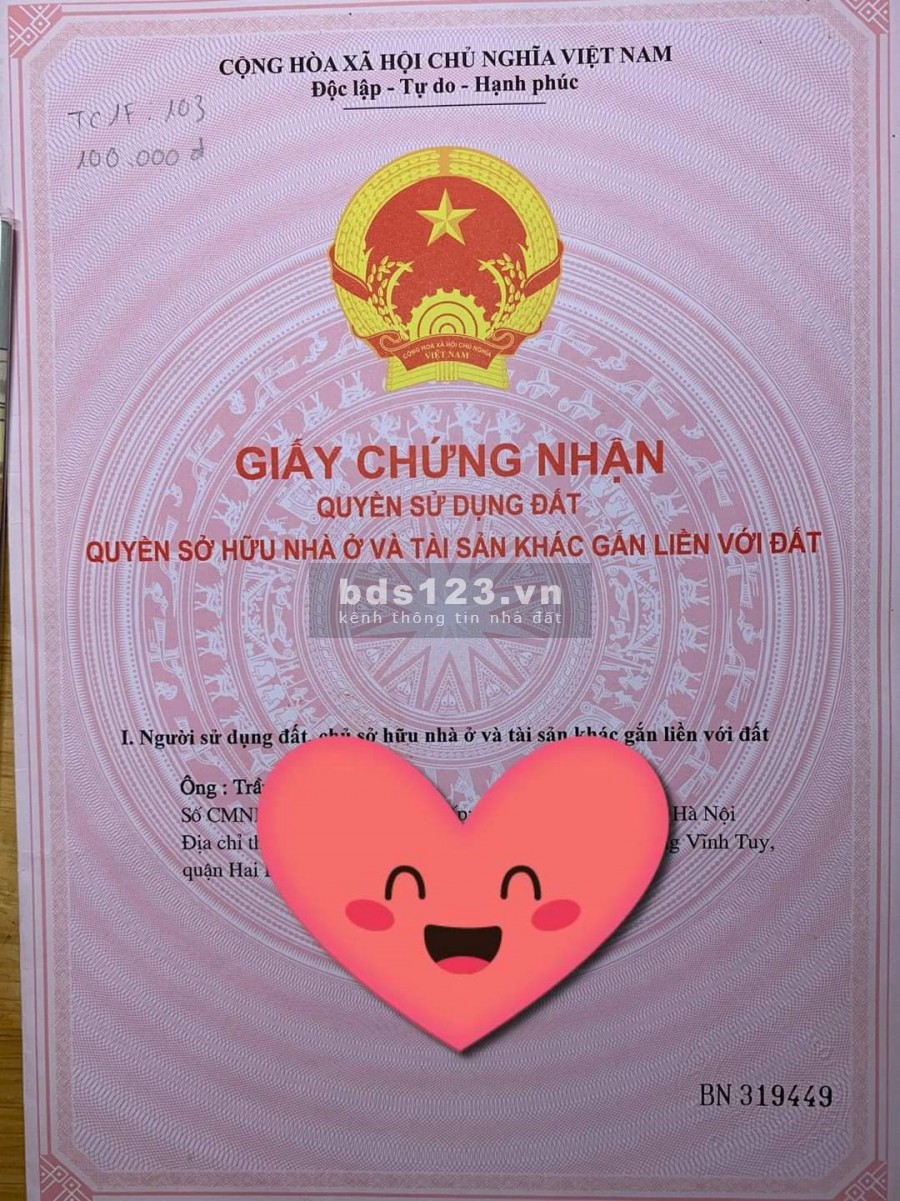 CỘNG HÒA XÃ HỘI CHỦ NGHĨA VIỆT NAM
Độc lập - Tự do - Hạnh phúc
TC1F. 103
100.000 đ
CỘNG HÒA XÃ HỘI CHỦ NGHĨA
VIỆT NAM
GIẤY CHỨNG NHẬN
QUYỀN SỬ DỤNG ĐẤT
QUYỀN SỞ HỮU NHÀ Ở VÀ TÀI SẢN KHÁC GẮN LIỀN VỚI ĐẤT
bds123.vn
kênh thông tin nhà đất
I. Người sử dụng đất, chủ sở hữu nhà ở và tài sản khác gắn liền với đất
Ông :
Số Hà Nội
Địa chỉ Vĩnh Tuy,
quận Hai
BN 319449